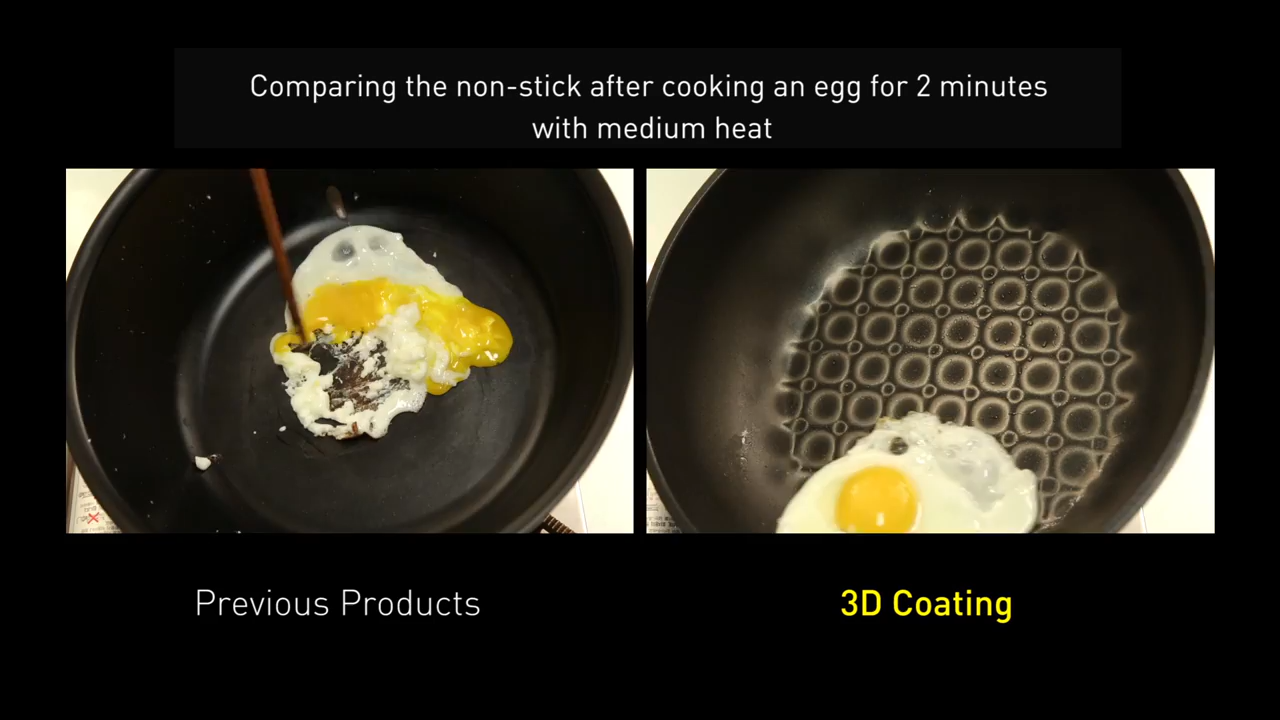 Comparing the non-stick after cooking an egg for 2 minutes
with medium heat
Previous Products
3D Coating